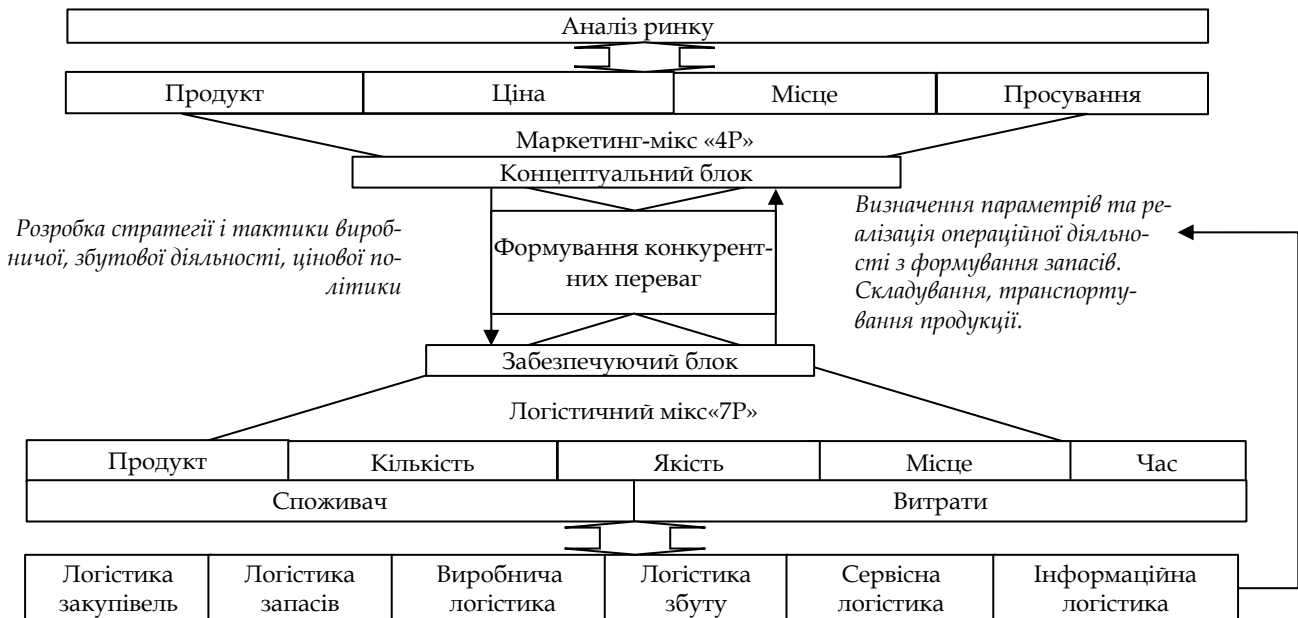 Аналіз ринку
Продукт
Ціна
Місце
Просування
Маркетинг-мікс «4Р»
Концептуальний блок
Розробка стратегії і тактики вироб-
ничої, збутової діяльності, цінової по-
літики
Формування конкурент-
них переваг
Визначення параметрів та ре-
алізація операційної діяльно-
сті з формування запасів.
Складування, транспорту-
вання продукції.
Забезпечуючий блок
Логістичний мікс«7Р»
Продукт
Кількість
Якість
Місце
Час
Споживач
Витрати
Логістика
закупівель
Логістика
запасів
Виробнича
логістика
Логістика
збуту
Сервісна
логістика
Інформаційна
логістика